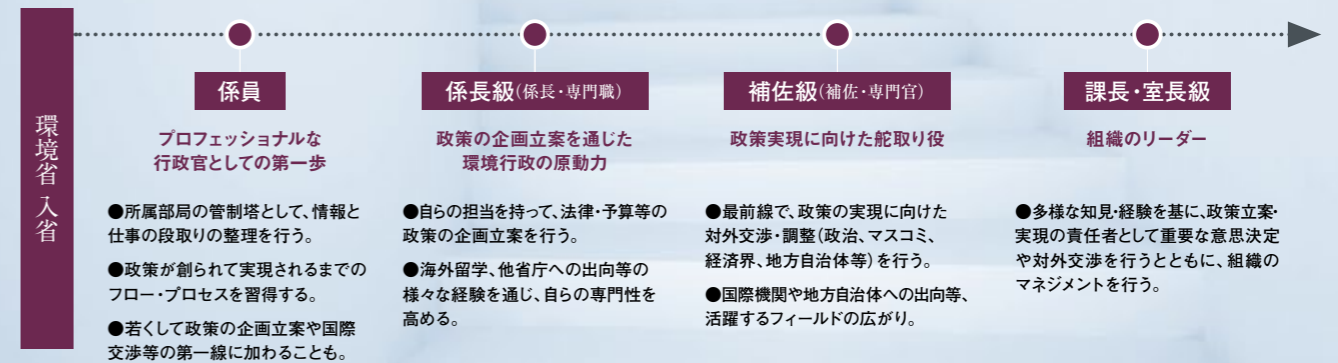 環境省 入省
係員
プロフェッショナルな
行政官としての第一歩
●所属部局の管制塔として、情報と
仕事の段取りの整理を行う。
●政策が創られて実現されるまでの
フロー・プロセスを習得する。
●若くして政策の企画立案や国際
交渉等の第一線に加わることも。
係長級(係長・専門職)
政策の企画立案を通じた
環境行政の原動力
●自らの担当を持って、法律・予算等の
政策の企画立案を行う。
●海外留学、他省庁への出向等の
様々な経験を通じ、自らの専門性を
高める。
補佐級(補佐・専門官)
政策実現に向けた舵取り役
●最前線で、政策の実現に向けた
対外交渉・調整(政治、マスコミ、
経済界、地方自治体等)を行う。
●国際機関や地方自治体への出向等、
活躍するフィールドの広がり。
課長・室長級
組織のリーダー
●多様な知見・経験を基に、政策立案・
実現の責任者として重要な意思決定
や対外交渉を行うとともに、組織の
マネジメントを行う。